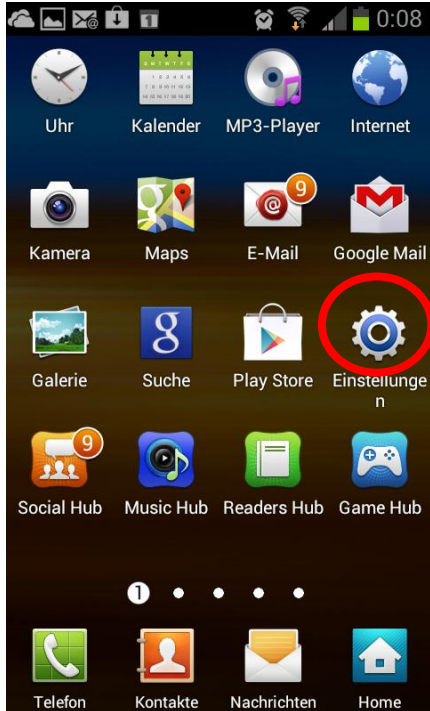 1 0:08
Uhr Kalender MP3-Player Internet
9
Kamera Maps E-Mail Google Mail
g
Galerie Suche Play Store Einstellunge
n
9
Social Hub Music Hub Readers Hub Game Hub
1
Telefon Kontakte Nachrichten Home